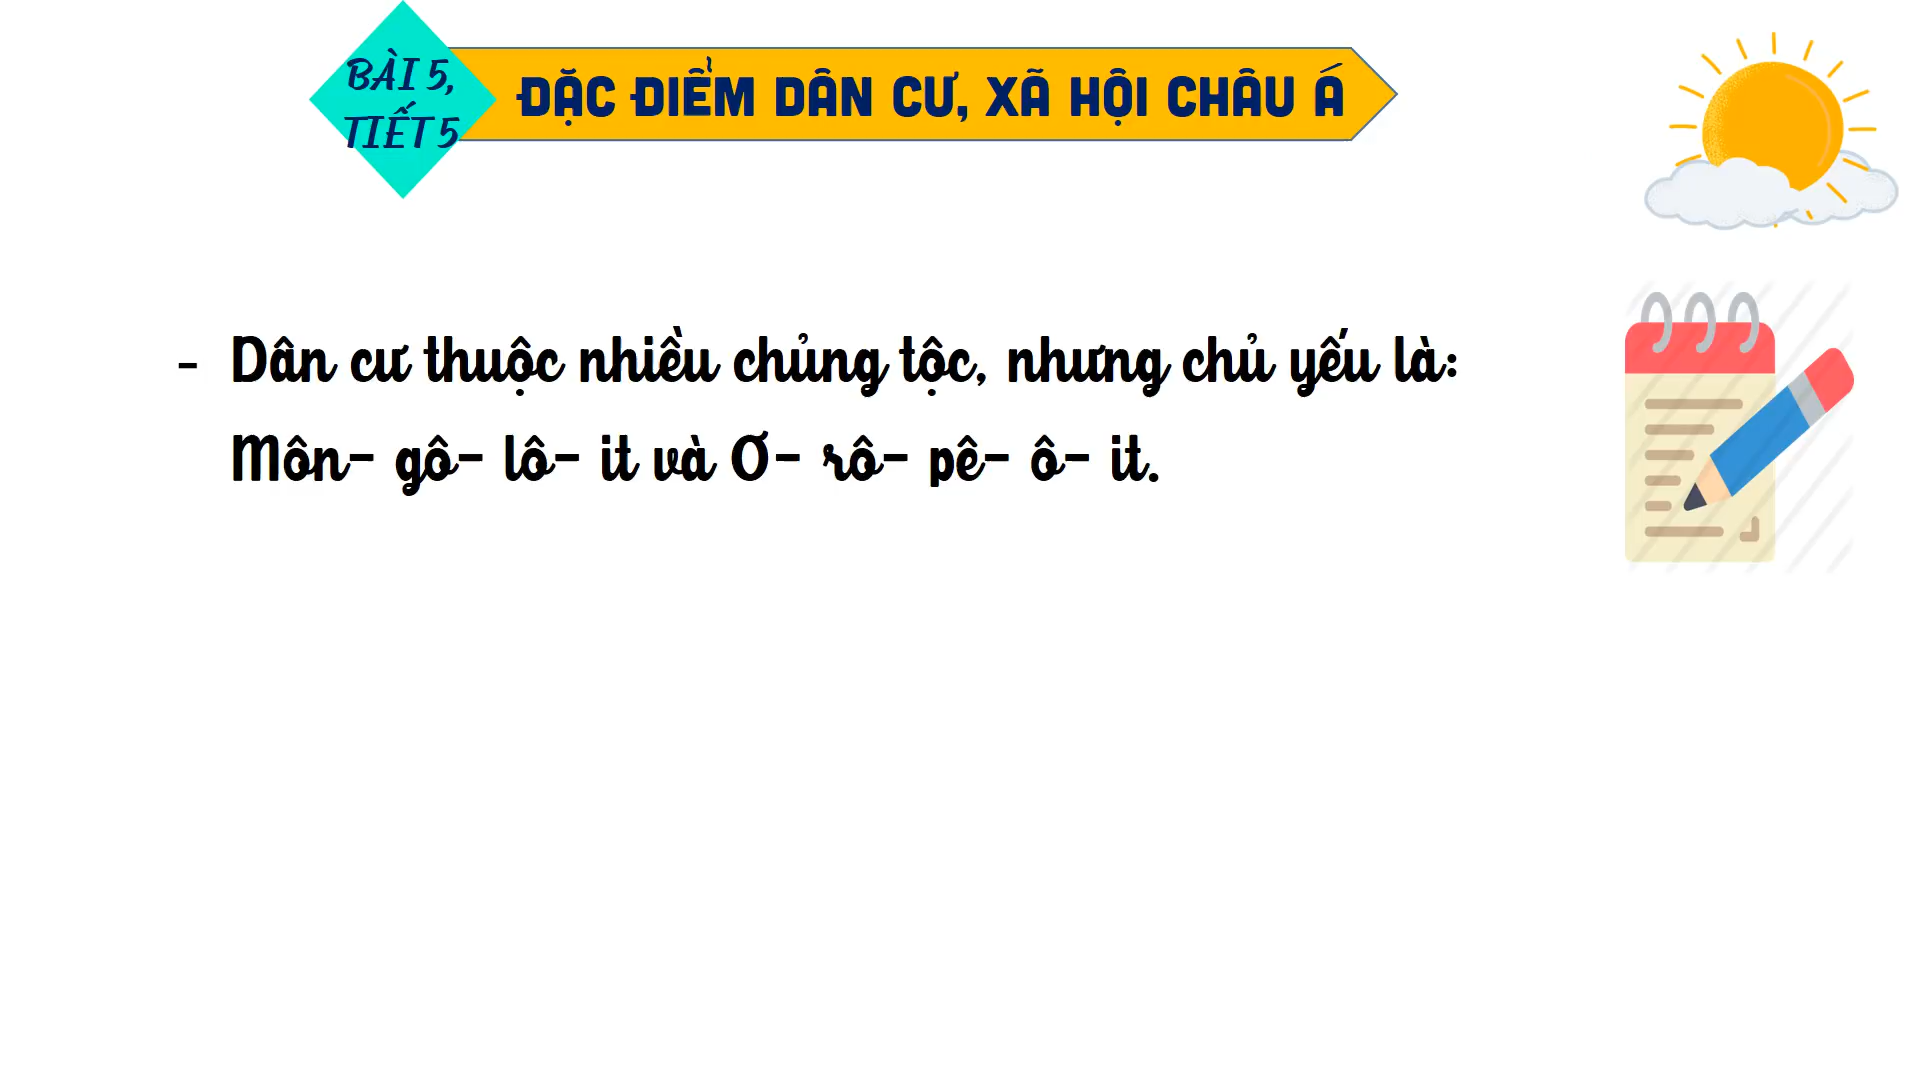 BÀI 5,
TIẾT 5
ĐẶC ĐIỂM DÂN CƯ, XÃ HỘI CHÂU Á
- Dân cư thuộc nhiều chủng tộc, nhưng chủ yếu là:
Môn- gô- lô- it và Ơ- rô- pê- ô- it.